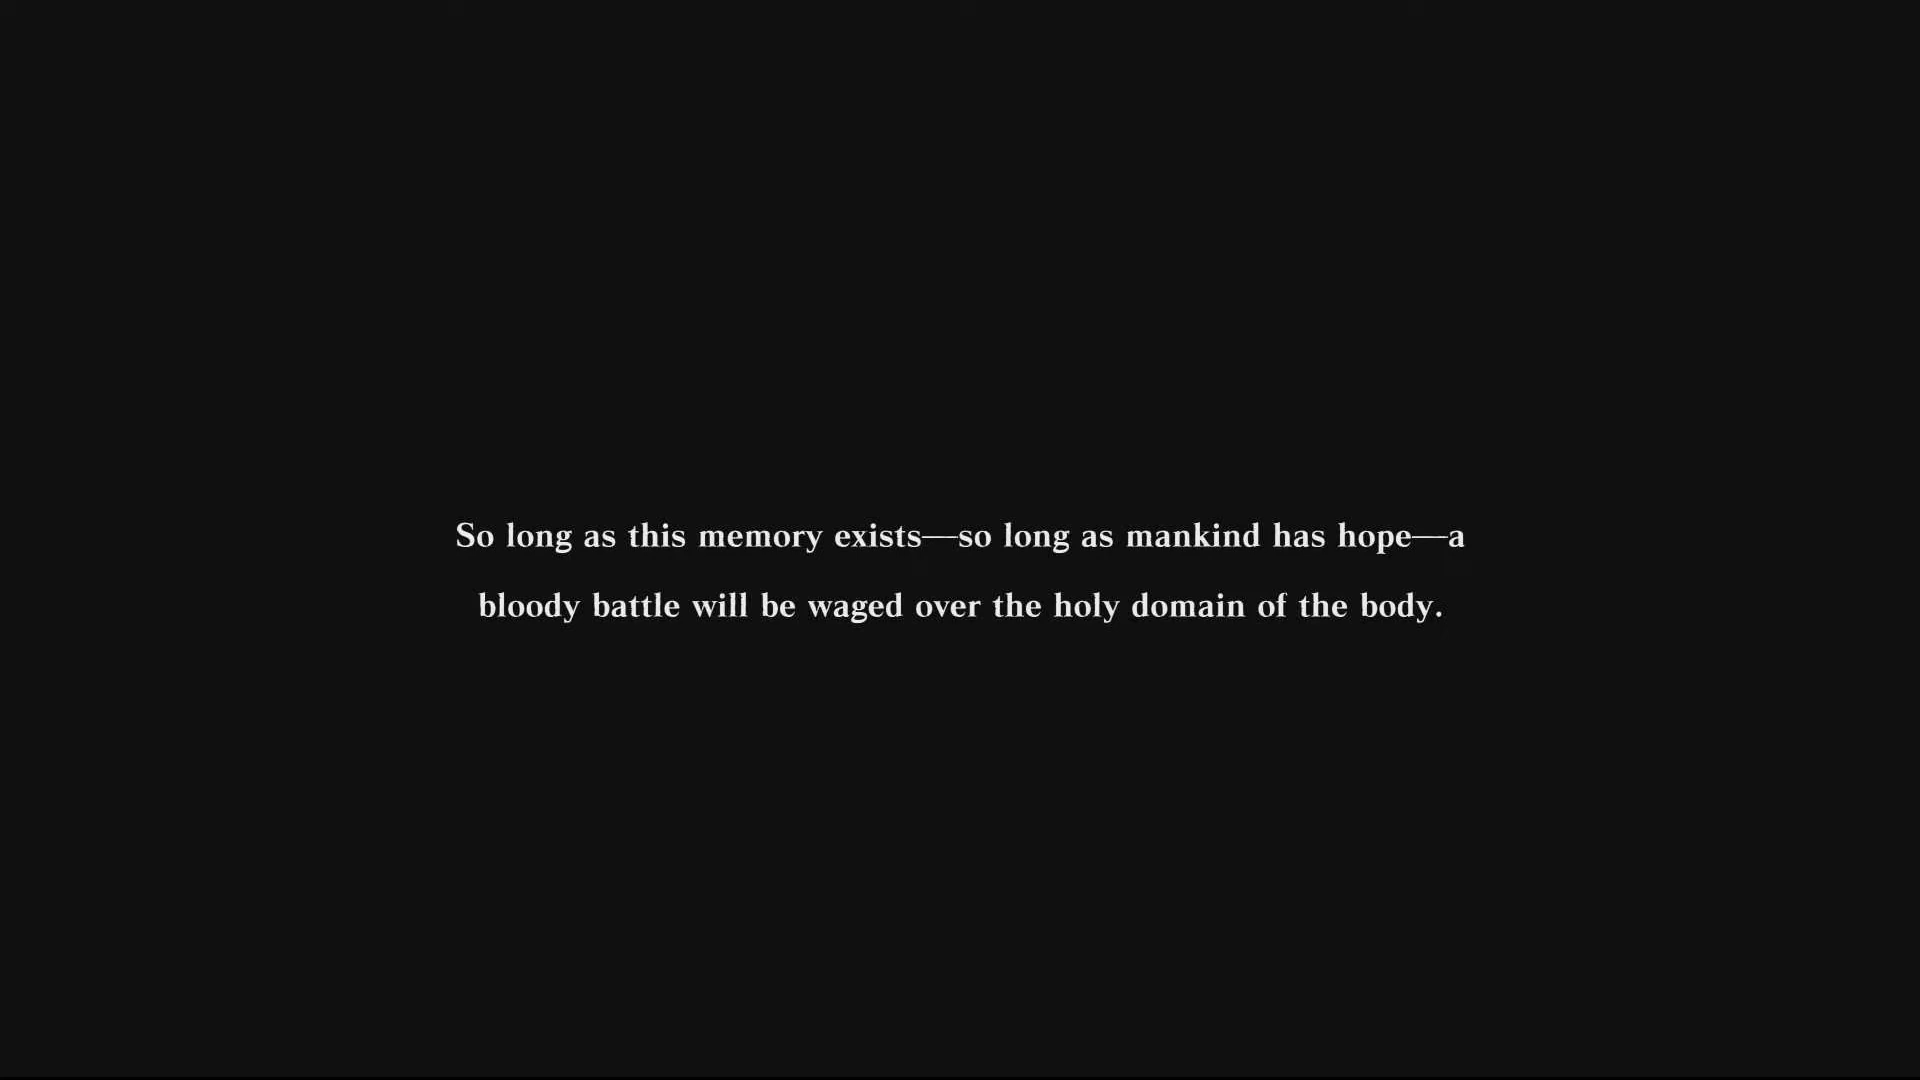 So long as this memory exists—so long as mankind has hope—a
bloody battle will be waged over the holy domain of the body.